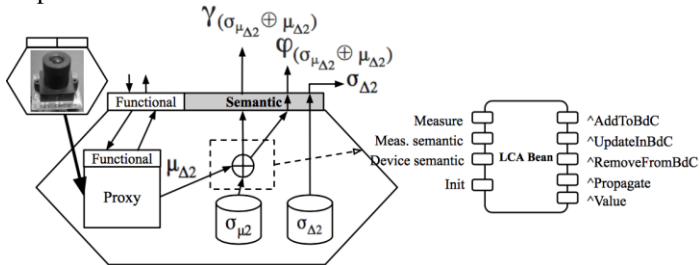 γ(σμΔ2 ⊕ μΔ2)
φ(σμΔ2 ⊕ μΔ2)
σΔ2
Functional
Semantic
Functional
Proxy
μΔ2
σμ2
σΔ2
Measure
Meas. semantic
Device semantic
Init
LCA Bean
^AddToBdC
^UpdateInBdC
^RemoveFromBdC
^Propagate
^Value